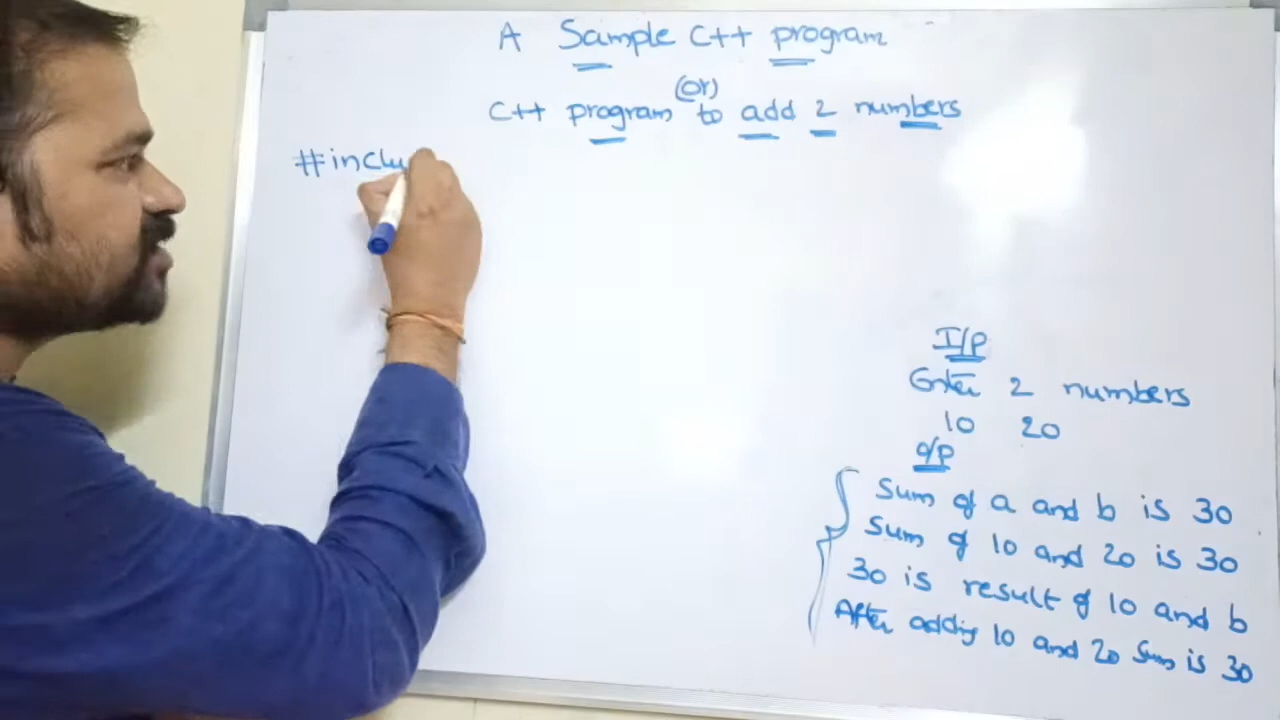 A Sample C++ program
(or)
C++ program to add 2 numbers
#inclu
I/P
Enter 2 numbers
10 20
O/P
Sum of a and b is 30
Sum of 10 and 20 is 30
30 is result of 10 and b
After adding 10 and 20 Sum is 30